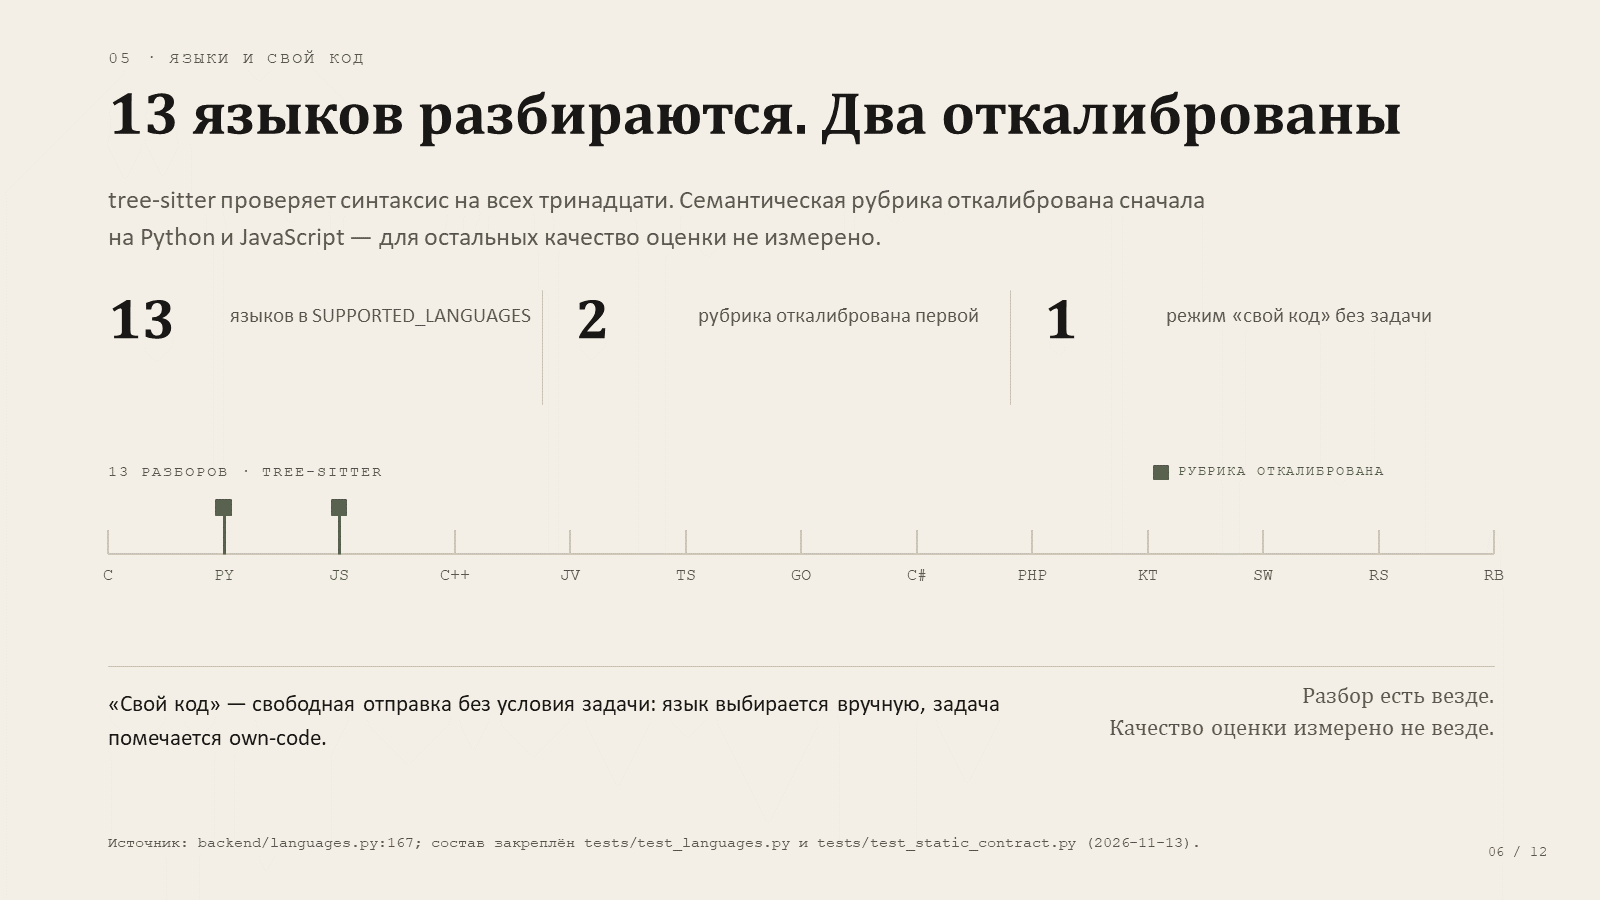 05 · ЯЗЫКИ И СВОЙ КОД
13 языков разбираются. Два откалиброваны
tree-sitter проверяет синтаксис на всех тринадцати. Семантическая рубрика откалибрована сначала
на Python и JavaScript — для остальных качество оценки не измерено.
13 языков в SUPPORTED_LANGUAGES
2 рубрика откалибрована первой
1 режим «свой код» без задачи
13 РАЗБОРОВ · TREE-SITTER
РУБРИКА ОТКАЛИБРОВАНА
C PY JS C++ JV TS GO C# PHP KT SW RS RB
«Свой код» — свободная отправка без условия задачи: язык выбирается вручную, задача
помечается own-code.
Разбор есть везде.
Качество оценки измерено не везде.
Источник: backend/languages.py:167; состав закреплён tests/test_languages.py и tests/test_static_contract.py (2026-11-13).
06 / 12